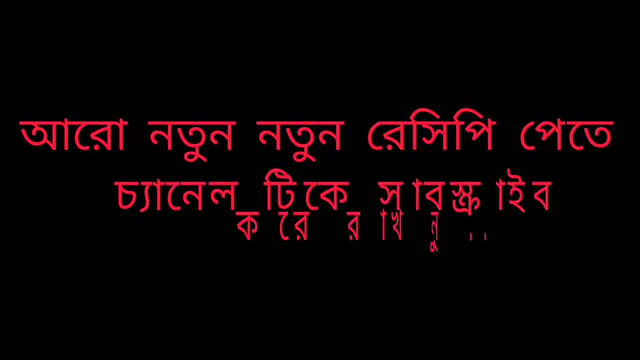 আরো নতুন নতুন রেসিপি পেতে
চ্যানেল টিকে সাবস্ক্রাইব
করে রাখুন ..